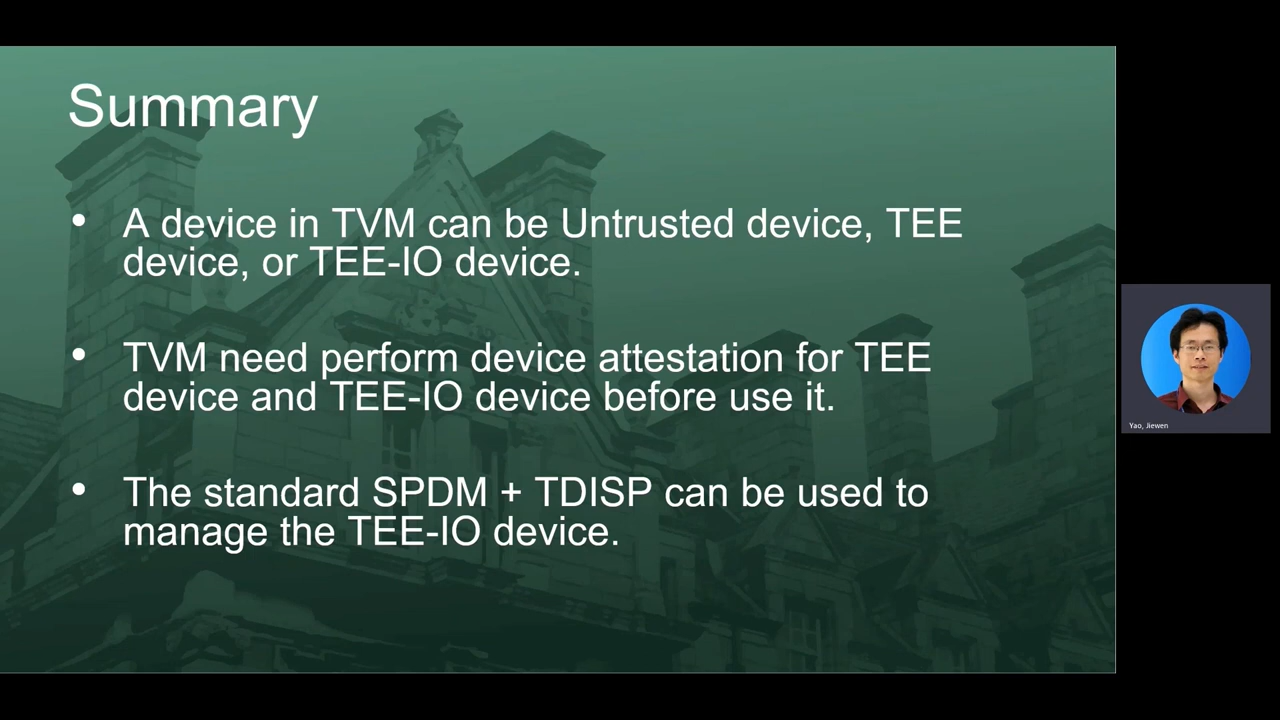 Summary
• A device in TVM can be Untrusted device, TEE
device, or TEE-IO device.
• TVM need perform device attestation for TEE
device and TEE-IO device before use it.
• The standard SPDM + TDISP can be used to
manage the TEE-IO device.
Yao, Jiewen